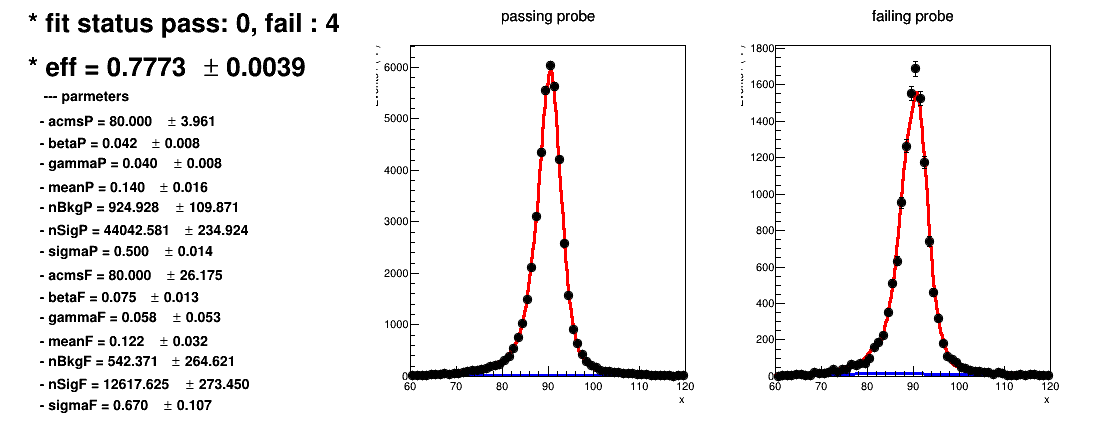 * fit status pass: 0, fail : 4
* eff = 0.7773 ± 0.0039
--- parmeters
- acmsP = 80.000 ± 3.961
- betaP = 0.042 ± 0.008
- gammaP = 0.040 ± 0.008
- meanP = 0.140 ± 0.016
- nBkgP = 924.928 ± 109.871
- nSigP = 44042.581 ± 234.924
- sigmaP = 0.500 ± 0.014
- acmsF = 80.000 ± 26.175
- betaF = 0.075 ± 0.013
- gammaF = 0.058 ± 0.053
- meanF = 0.122 ± 0.032
- nBkgF = 542.371 ± 264.621
- nSigF = 12617.625 ± 273.450
- sigmaF = 0.670 ± 0.107
passing probe
6000
5000
4000
3000
2000
1000
0
60 70 80 90 100 110 120
x
failing probe
1800
1600
1400
1200
1000
800
600
400
200
0
60 70 80 90 100 110 120
x